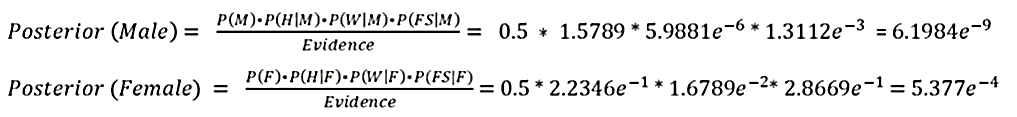 Posterior (Male) = P(M)•P(H|M)•P(W|M)•P(FS|M) / Evidence = 0.5 * 1.5789 * 5.9881e⁻⁶ * 1.3112e⁻³ = 6.1984e⁻⁹
Posterior (Female) = P(F)•P(H|F)•P(W|F)•P(FS|F) / Evidence = 0.5 * 2.2346e⁻¹ * 1.6789e⁻²* 2.8669e⁻¹ = 5.377e⁻⁴